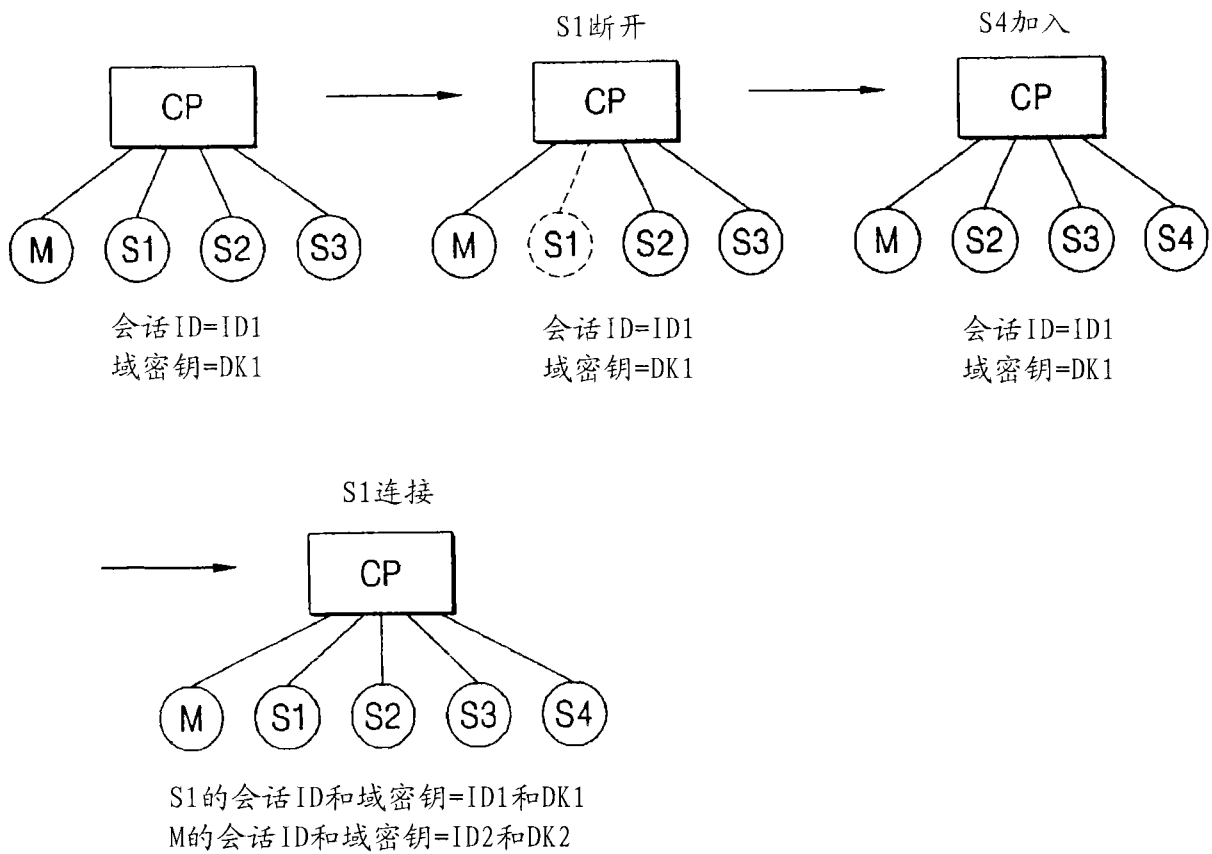 S1断开
S4加入
CP
CP
CP
M S1 S2 S3
M S1 S2 S3
M S2 S3 S4
会话ID=ID1
域密钥=DK1
会话ID=ID1
域密钥=DK1
会话ID=ID1
域密钥=DK1
S1连接
CP
M S1 S2 S3 S4
S1的会话ID和域密钥=ID1和DK1
M的会话ID和域密钥=ID2和DK2